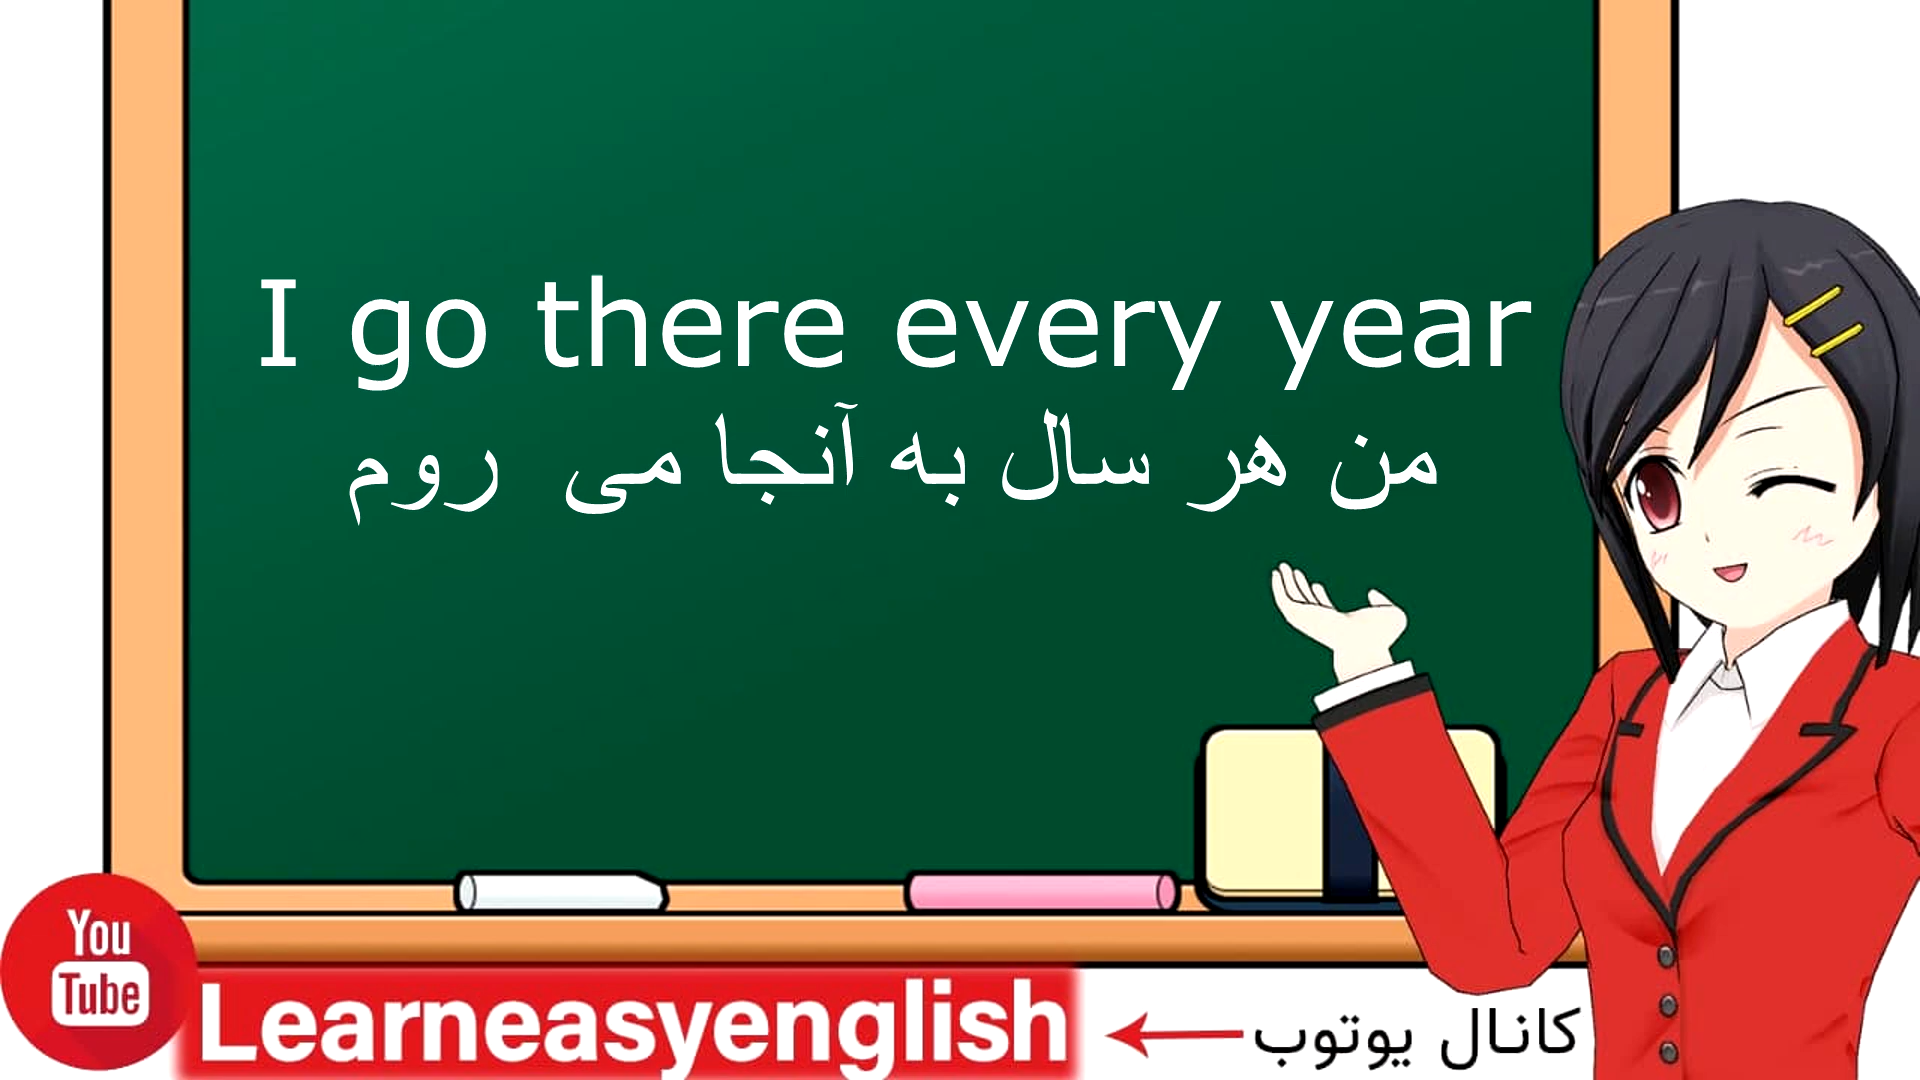 I go there every year
من هر سال به آنجا می روم
You
Tube
Learneasyenglish
کانال یوتوب